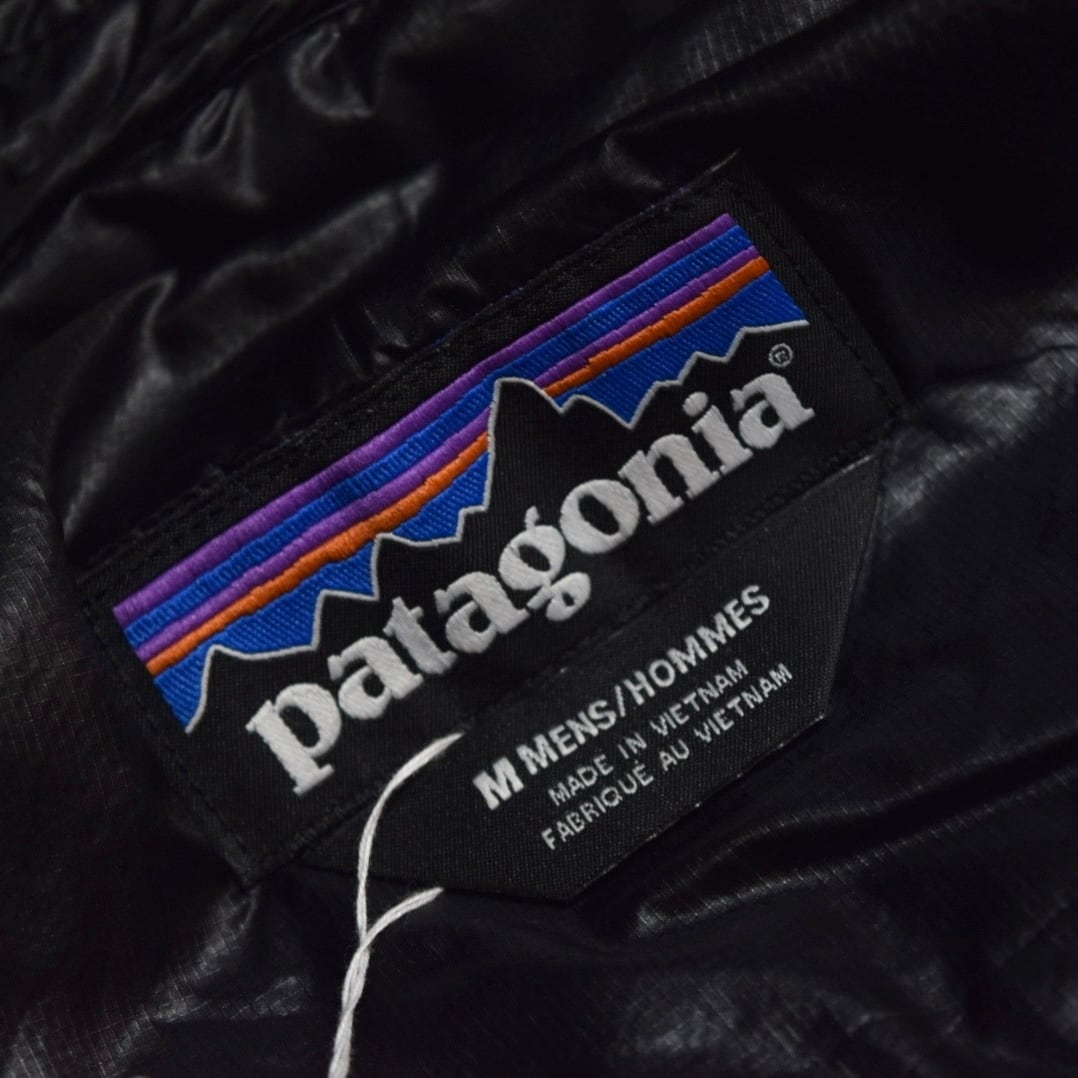 patagonia®
M MENS/HOMMES
MADE IN VIETNAM
FABRIQUÉ AU VIETNAM